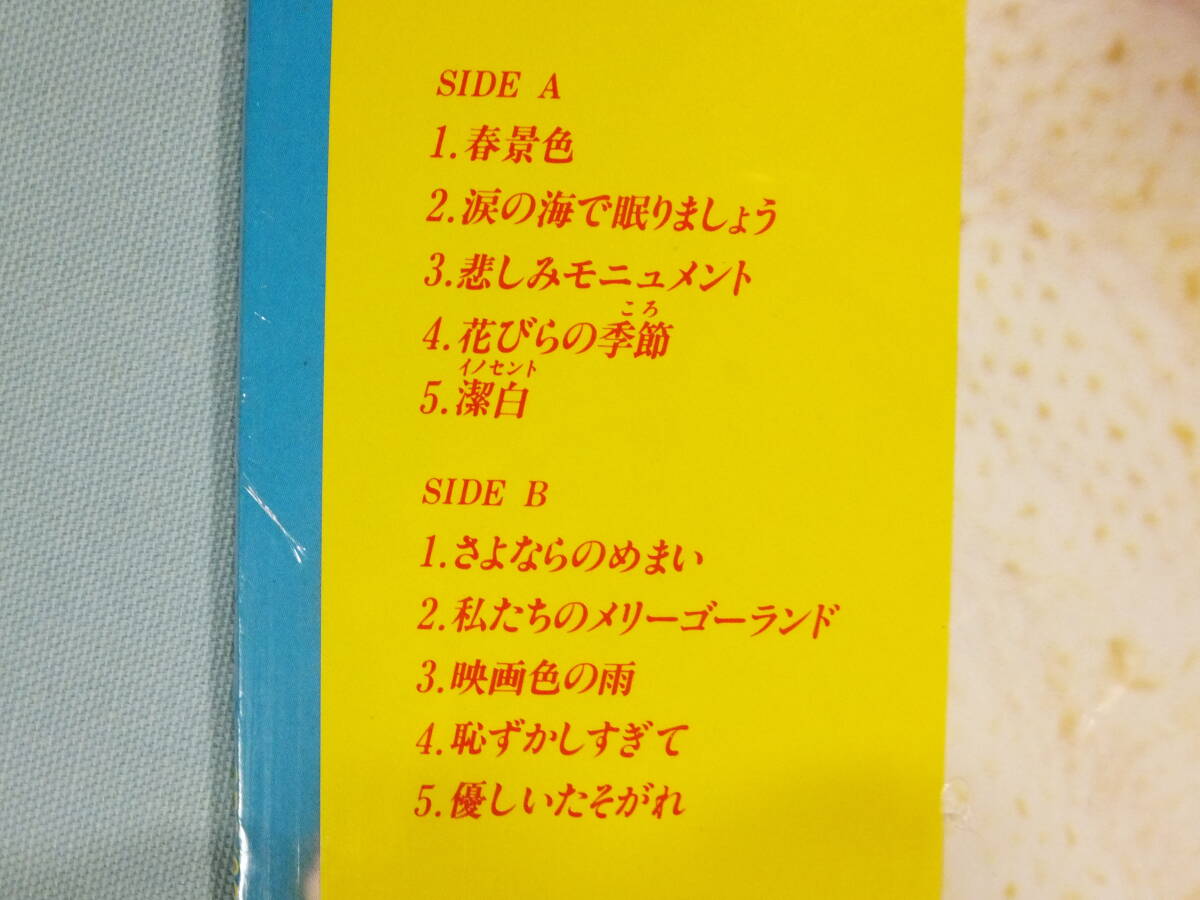 SIDE A
1.春景色
2.涙の海で眠りましょう
3.悲しみモニュメント
ころ
4.花びらの季節
イノセント
5.潔白
SIDE B
1.さよならのめまい
2.私たちのメリーゴーランド
3.映画色の雨
4.恥ずかしすぎて
5.優しいたそがれ